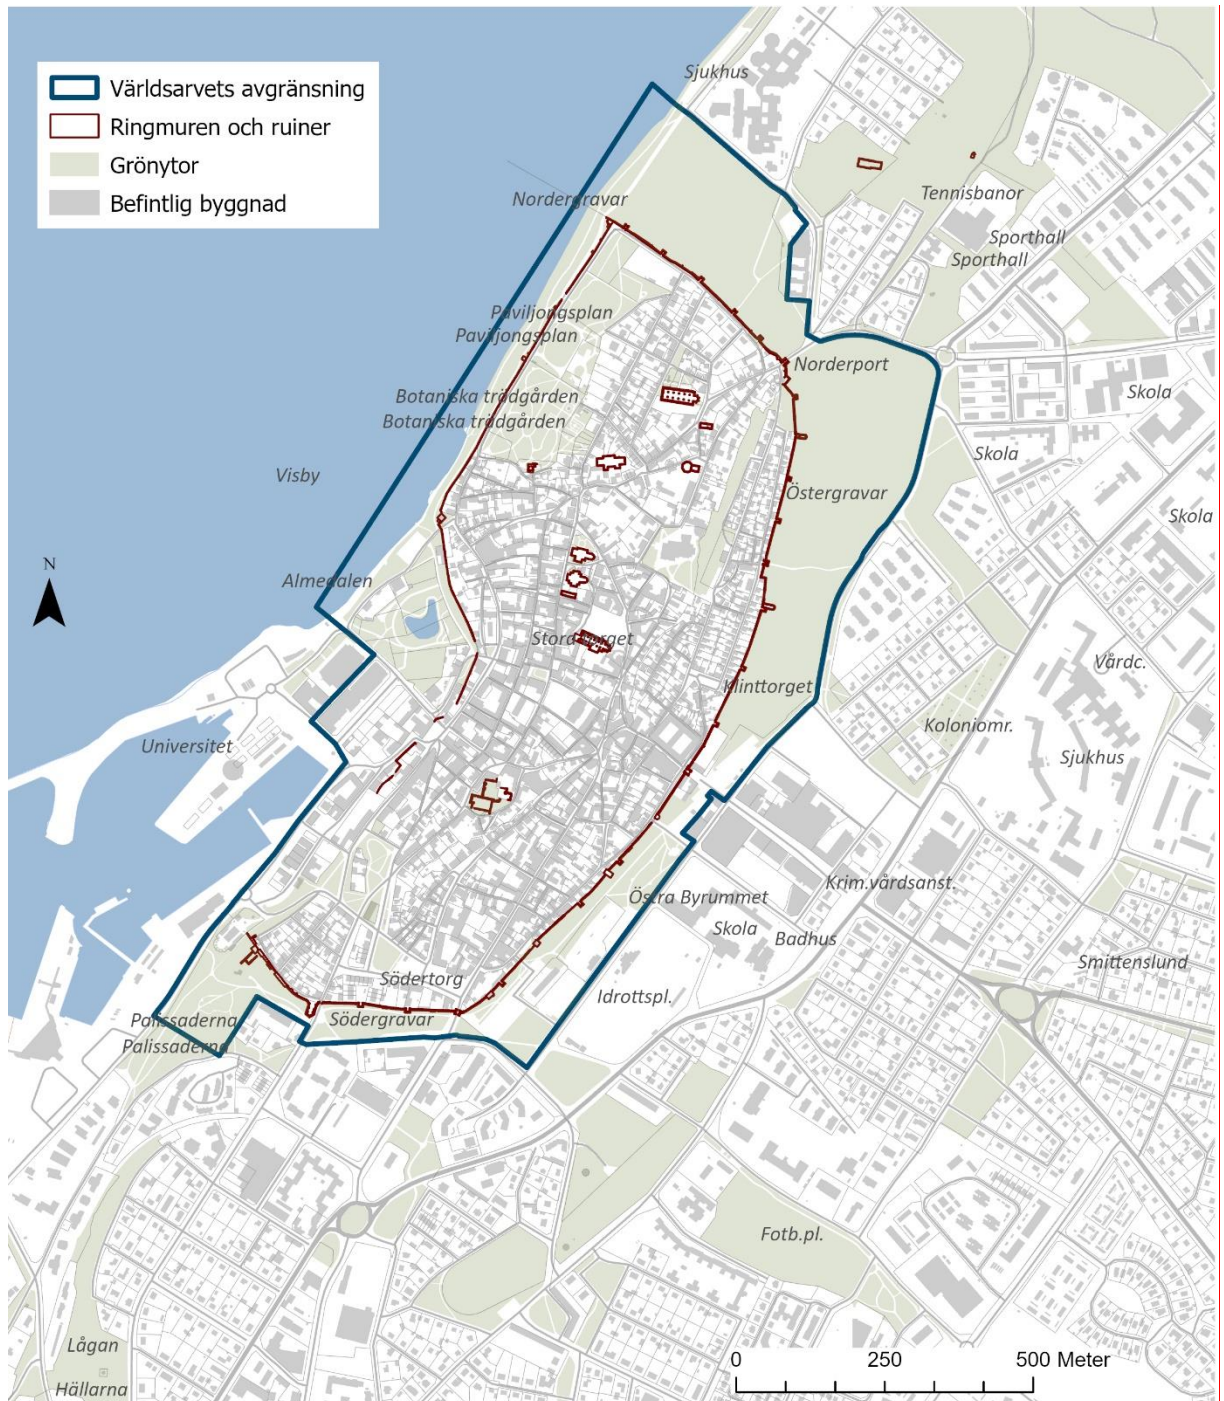 Världsarvets avgränsning
Ringmuren och ruiner
Grönytor
Befintlig byggnad
Sjukhus
Nordergravar
Tennisbanor
Sporthall
Sporthall
Paviljongsplan
Paviljongsplan
Norderport
Botaniska trädgården
Botaniska trädgården
Skola
Skola
Visby
Östergravar
Skola
N
Almedalen
Stora torget
Klinttorget
Vårdc.
Koloniomr.
Universitet
Sjukhus
Krim.vårdsanst.
Östra Byrummet
Skola
Badhus
Smittenslund
Södertorg
Idrottspl.
Palissaderna
Södergravar
Palissaderna
Fotb.pl.
Lågan
Hällarna
0 250 500 Meter